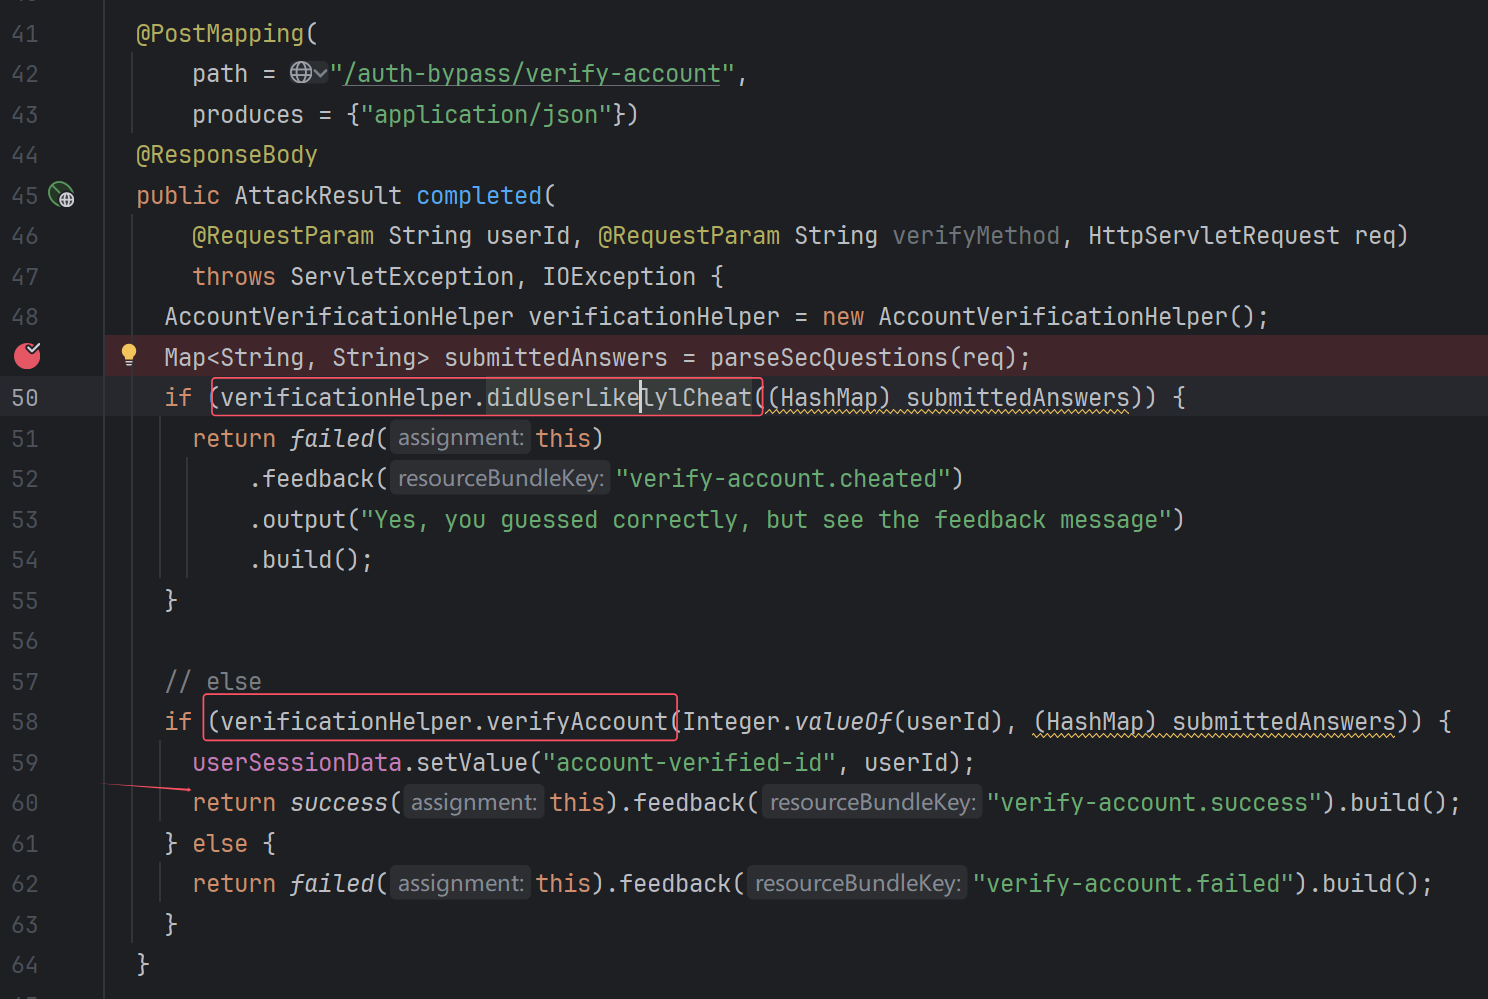 41 @PostMapping(
42 path = "/auth-bypass/verify-account",
43 produces = {"application/json"})
44 @ResponseBody
45 public AttackResult completed(
46 @RequestParam String userId, @RequestParam String verifyMethod, HttpServletRequest req)
47 throws ServletException, IOException {
48 AccountVerificationHelper verificationHelper = new AccountVerificationHelper();
Map<String, String> submittedAnswers = parseSecQuestions(req);
50 if (verificationHelper.didUserLikelylCheat((HashMap) submittedAnswers)) {
51 return failed( assignment: this)
52 .feedback( resourceBundleKey: "verify-account.cheated")
53 .output("Yes, you guessed correctly, but see the feedback message")
54 .build();
55 }
56
57 // else
58 if (verificationHelper.verifyAccount(Integer.valueOf(userId), (HashMap) submittedAnswers)) {
59 userSessionData.setValue("account-verified-id", userId);
60 return success( assignment: this).feedback( resourceBundleKey: "verify-account.success").build();
61 } else {
62 return failed( assignment: this).feedback( resourceBundleKey: "verify-account.failed").build();
63 }
64 }